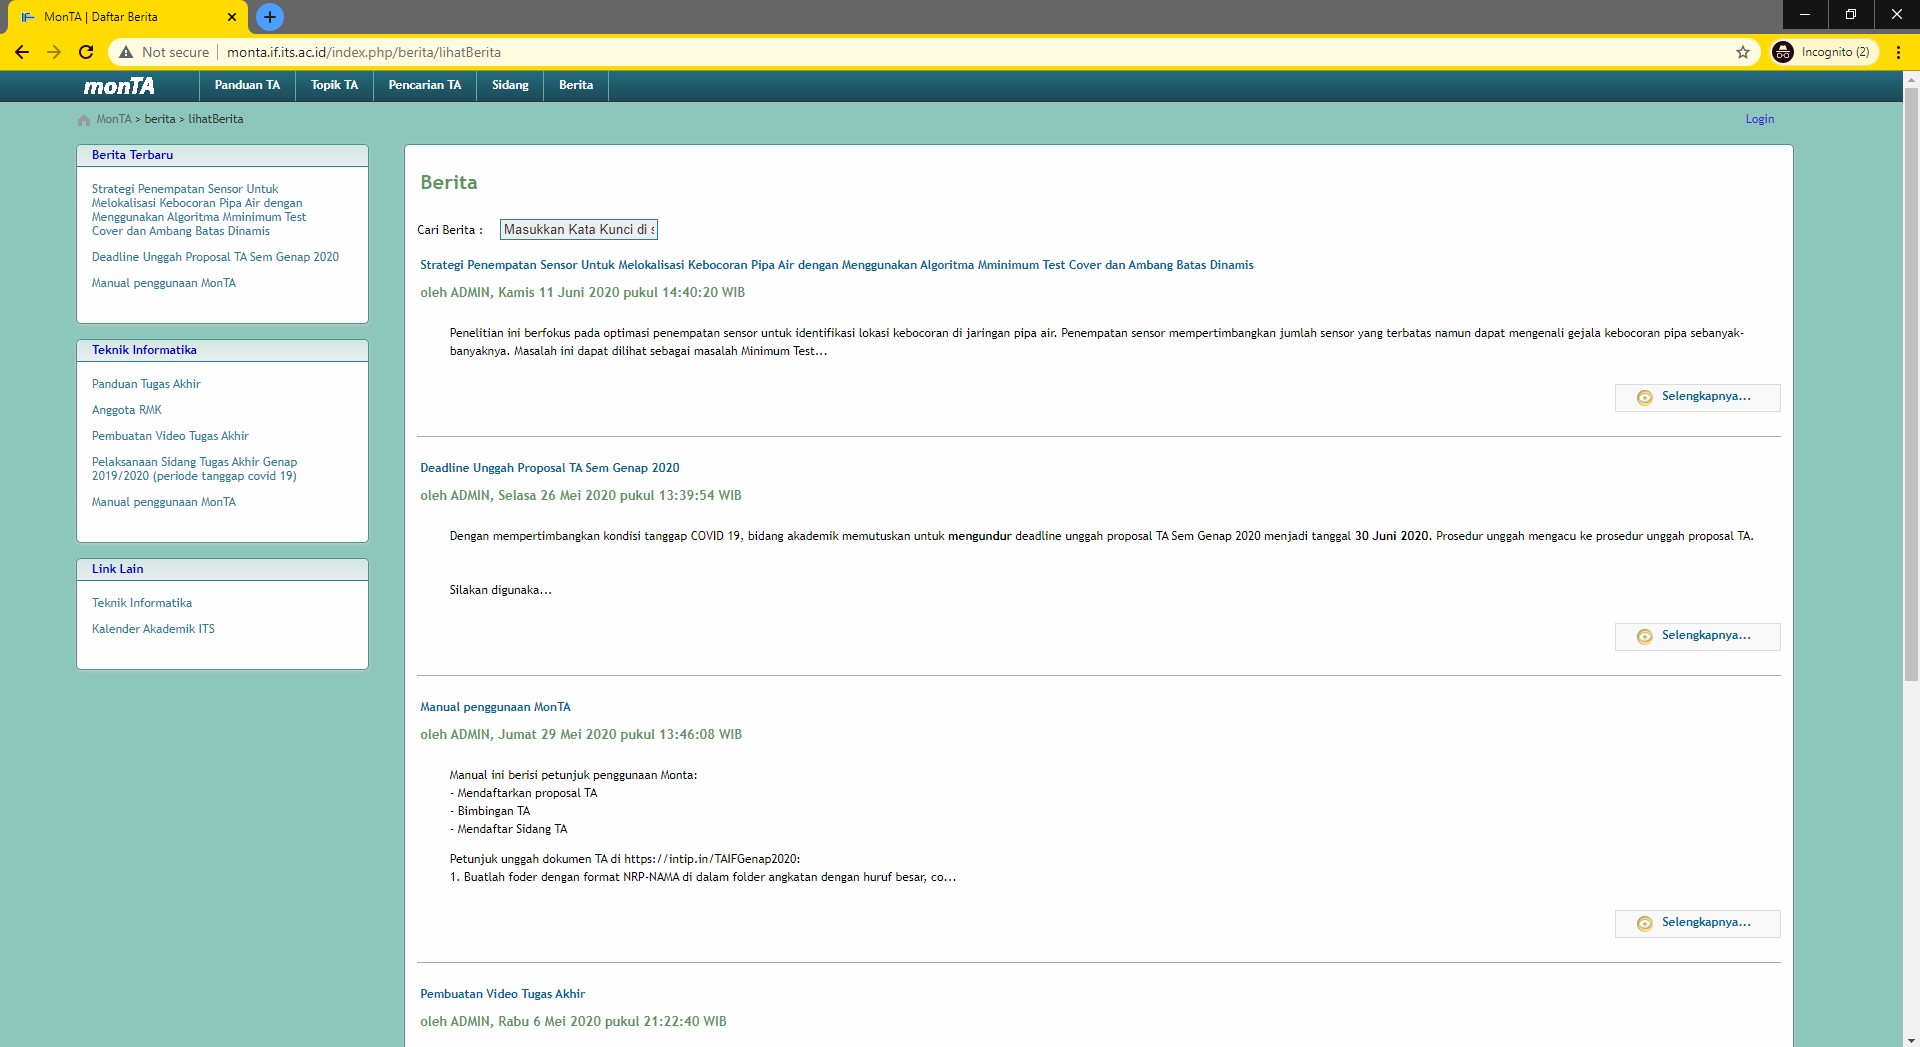 MonTA | Daftar Berita
Not secure
monta.if.its.ac.id/index.php/berita/lihatBerita
Incognito (2)
monTA
Panduan TA
Topik TA
Pencarian TA
Sidang
Berita
MonTA > berita > lihatBerita
Login
Berita Terbaru
Strategi Penempatan Sensor Untuk
Melokalisasi Kebocoran Pipa Air dengan
Menggunakan Algoritma Mminimum Test
Cover dan Ambang Batas Dinamis
Deadline Unggah Proposal TA Sem Genap 2020
Manual penggunaan MonTA
Teknik Informatika
Panduan Tugas Akhir
Anggota RMK
Pembuatan Video Tugas Akhir
Pelaksanaan Sidang Tugas Akhir Genap
2019/2020 (periode tanggap covid 19)
Manual penggunaan MonTA
Link Lain
Teknik Informatika
Kalender Akademik ITS
Berita
Cari Berita :
Masukkan Kata Kunci di s
Strategi Penempatan Sensor Untuk Melokalisasi Kebocoran Pipa Air dengan Menggunakan Algoritma Mminimum Test Cover dan Ambang Batas Dinamis
oleh ADMIN, Kamis 11 Juni 2020 pukul 14:40:20 WIB
Penelitian ini berfokus pada optimasi penempatan sensor untuk identifikasi lokasi kebocoran di jaringan pipa air. Penempatan sensor mempertimbangkan jumlah sensor yang terbatas namun dapat mengenali gejala kebocoran pipa sebanyak-
banyaknya. Masalah ini dapat dilihat sebagai masalah Minimum Test...
Selengkapnya...
Deadline Unggah Proposal TA Sem Genap 2020
oleh ADMIN, Selasa 26 Mei 2020 pukul 13:39:54 WIB
Dengan mempertimbangkan kondisi tanggap COVID 19, bidang akademik memutuskan untuk mengundur deadline unggah proposal TA Sem Genap 2020 menjadi tanggal 30 Juni 2020. Prosedur unggah mengacu ke prosedur unggah proposal TA.
Silakan digunaka...
Selengkapnya...
Manual penggunaan MonTA
oleh ADMIN, Jumat 29 Mei 2020 pukul 13:46:08 WIB
Manual ini berisi petunjuk penggunaan Monta:
- Mendaftarkan proposal TA
- Bimbingan TA
- Mendaftar Sidang TA
Petunjuk unggah dokumen TA di https://intip.in/TAIFGenap2020:
1. Buatlah foder dengan format NRP-NAMA di dalam folder angkatan dengan huruf besar, co...
Selengkapnya...
Pembuatan Video Tugas Akhir
oleh ADMIN, Rabu 6 Mei 2020 pukul 21:22:40 WIB